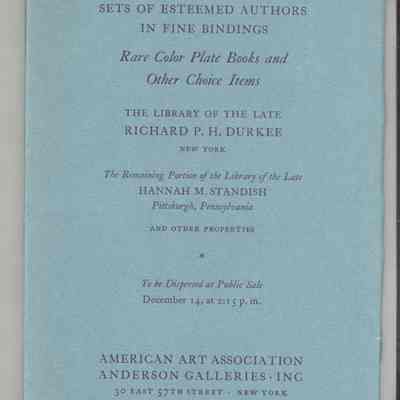 SETS OF ESTEEMED AUTHORS
IN FINE BINDINGS
Rare Color Plate Books and
Other Choice Items
THE LIBRARY OF THE LATE
RICHARD P. H. DURKEE
NEW YORK
The Remaining Portion of the Library of the Late
HANNAH M. STANDISH
Pittsburgh, Pennsylvania
AND OTHER PROPERTIES
*
To be Dispersed at Public Sale
December 14, at 2:15 p. m.
AMERICAN ART ASSOCIATION
ANDERSON GALLERIES · INC
30 EAST 57TH STREET · NEW YORK